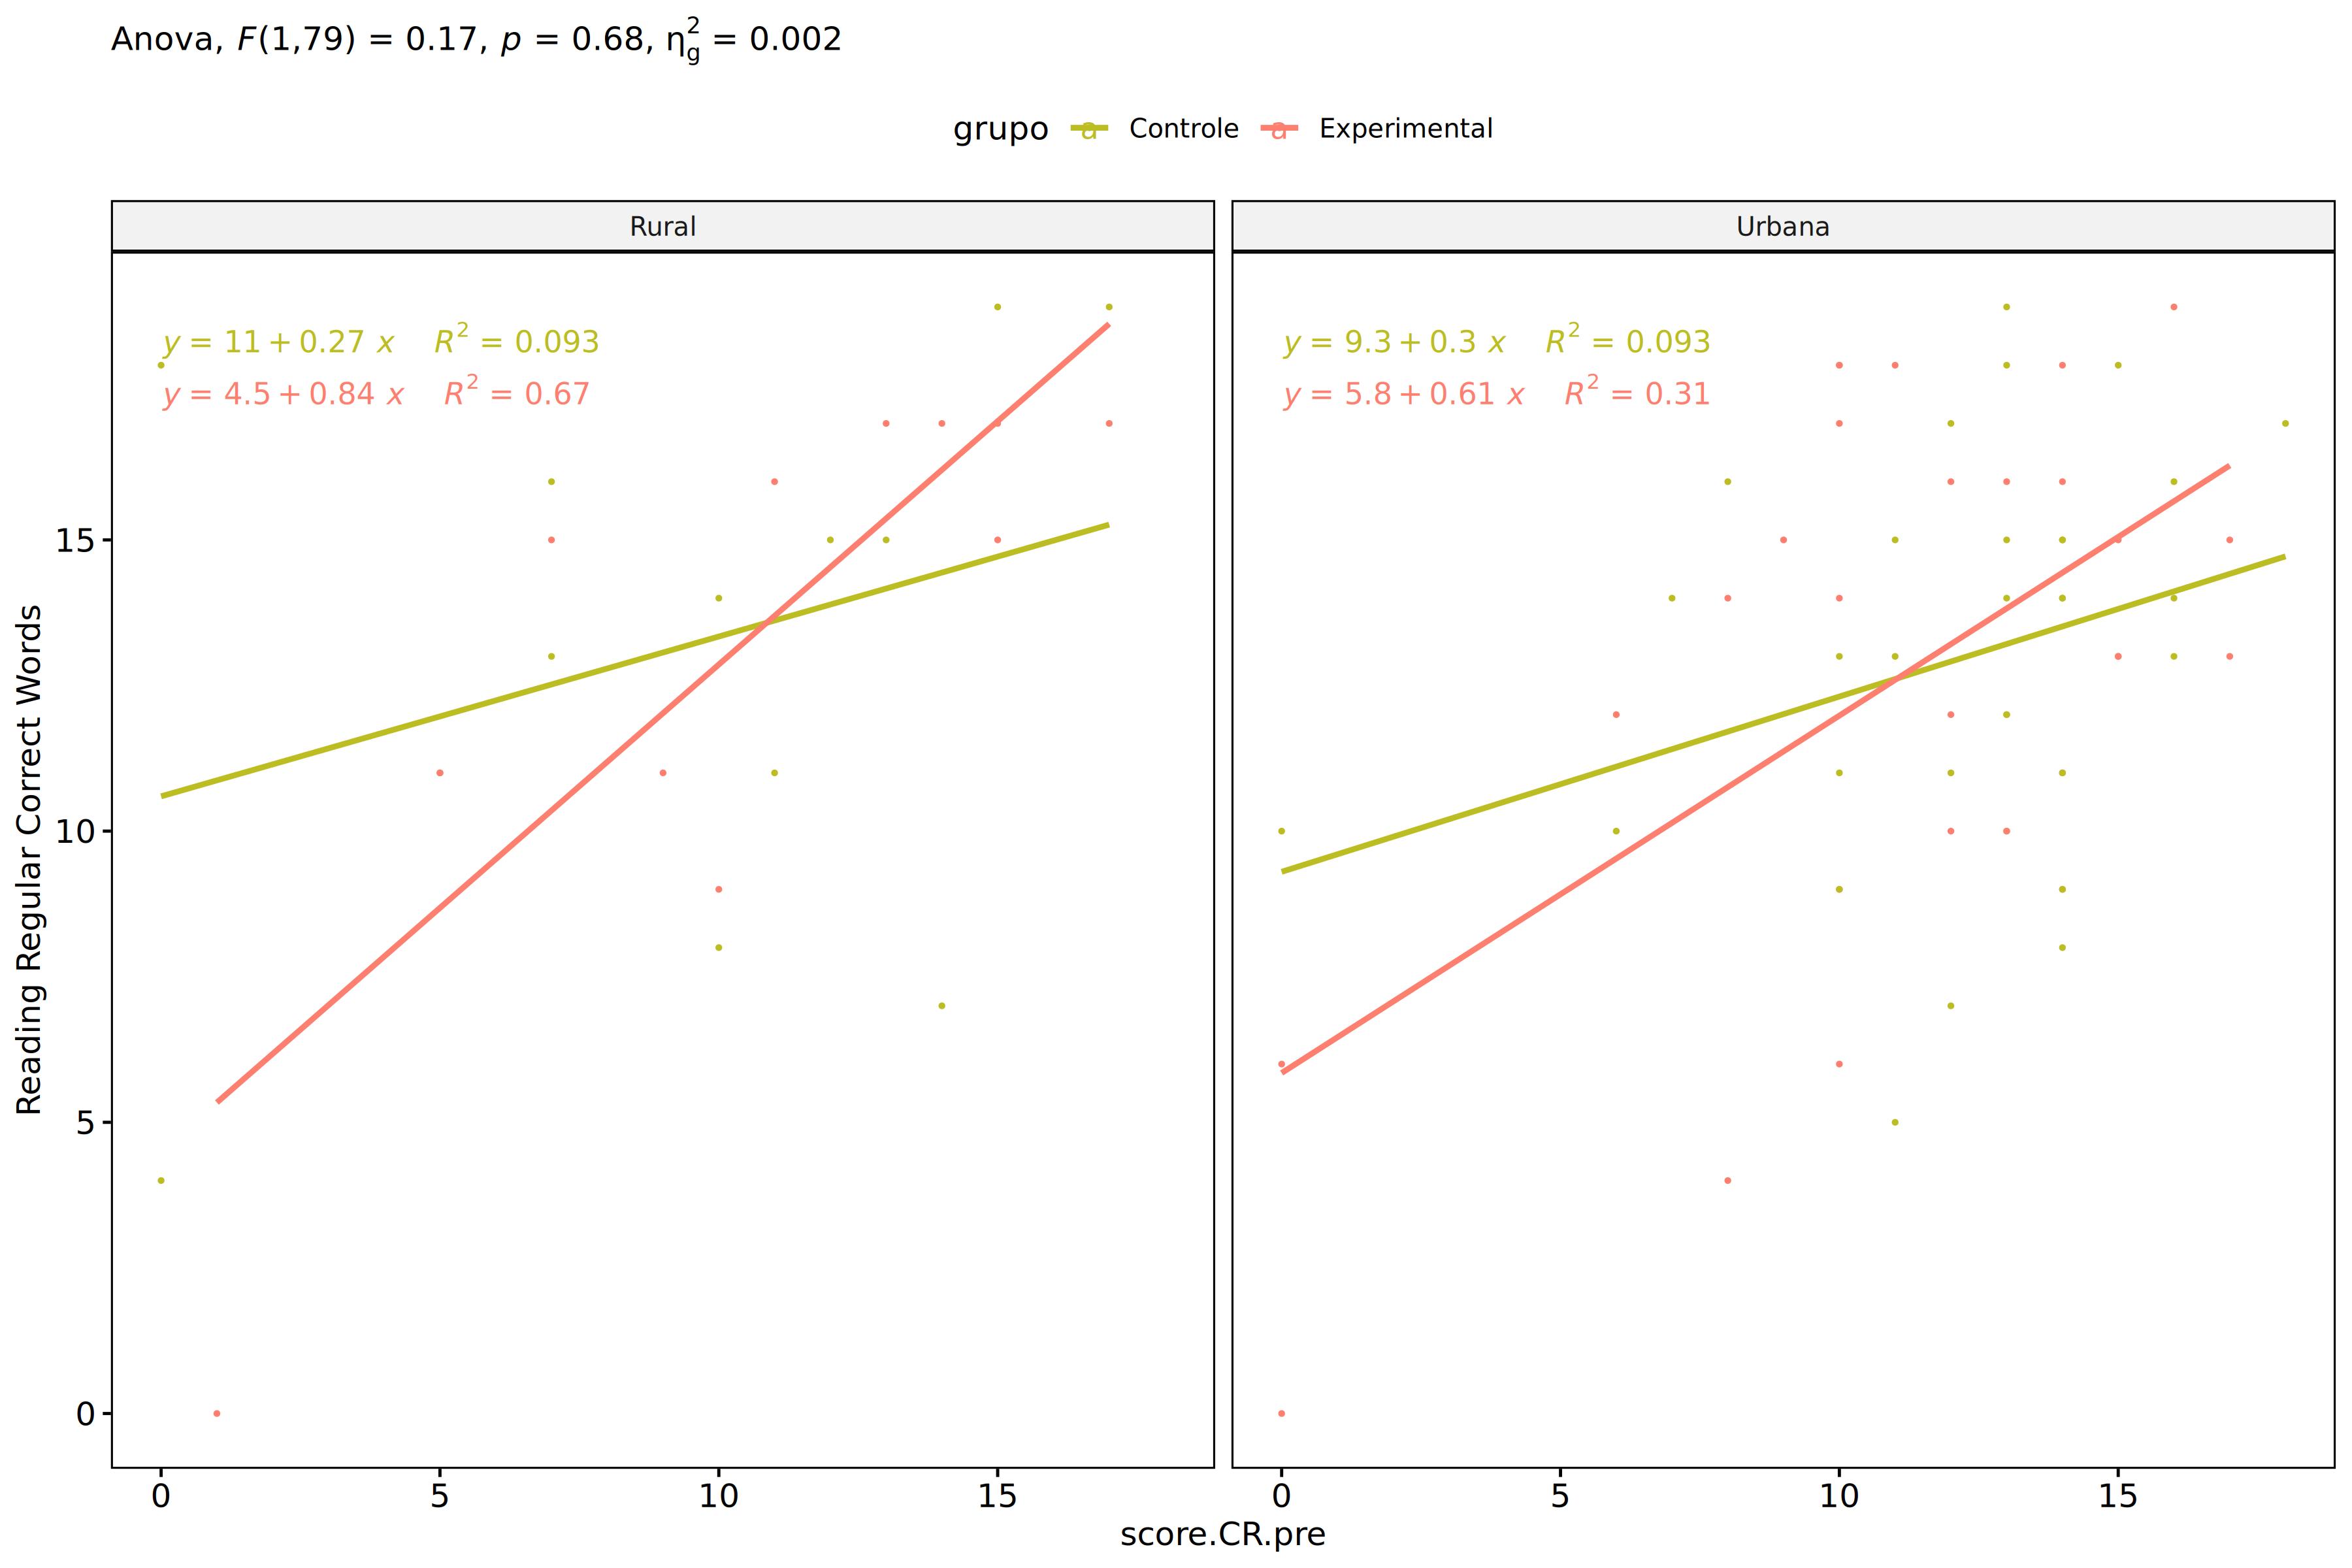 Anova, F(1,79) = 0.17, p = 0.68, η²g = 0.002
grupo a Controle a Experimental
Rural
Urbana
y = 11 + 0.27 x R² = 0.093
y = 4.5 + 0.84 x R² = 0.67
y = 9.3 + 0.3 x R² = 0.093
y = 5.8 + 0.61 x R² = 0.31
Reading Regular Correct Words
15
10
5
0
0 5 10 15
0 5 10 15
score.CR.pre